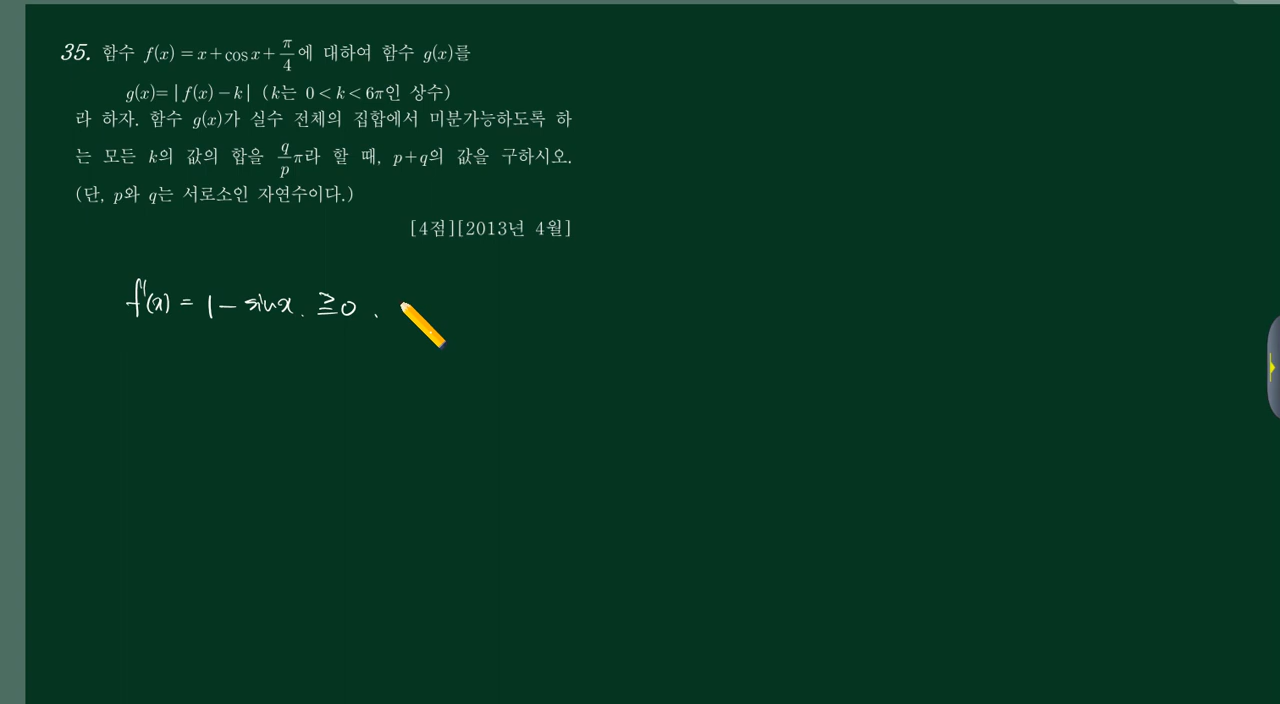 35. 함수 f(x)=x+cosx+π/4에 대하여 함수 g(x)를
g(x)=|f(x)-k| (k는 0<k<6π인 상수)
라 하자. 함수 g(x)가 실수 전체의 집합에서 미분가능하도록 하
는 모든 k의 값의 합을 q/p π라 할 때, p+q의 값을 구하시오.
(단, p와 q는 서로소인 자연수이다.)
[4점][2013년 4월]
f'(x) = 1 - sinx. ≥0.